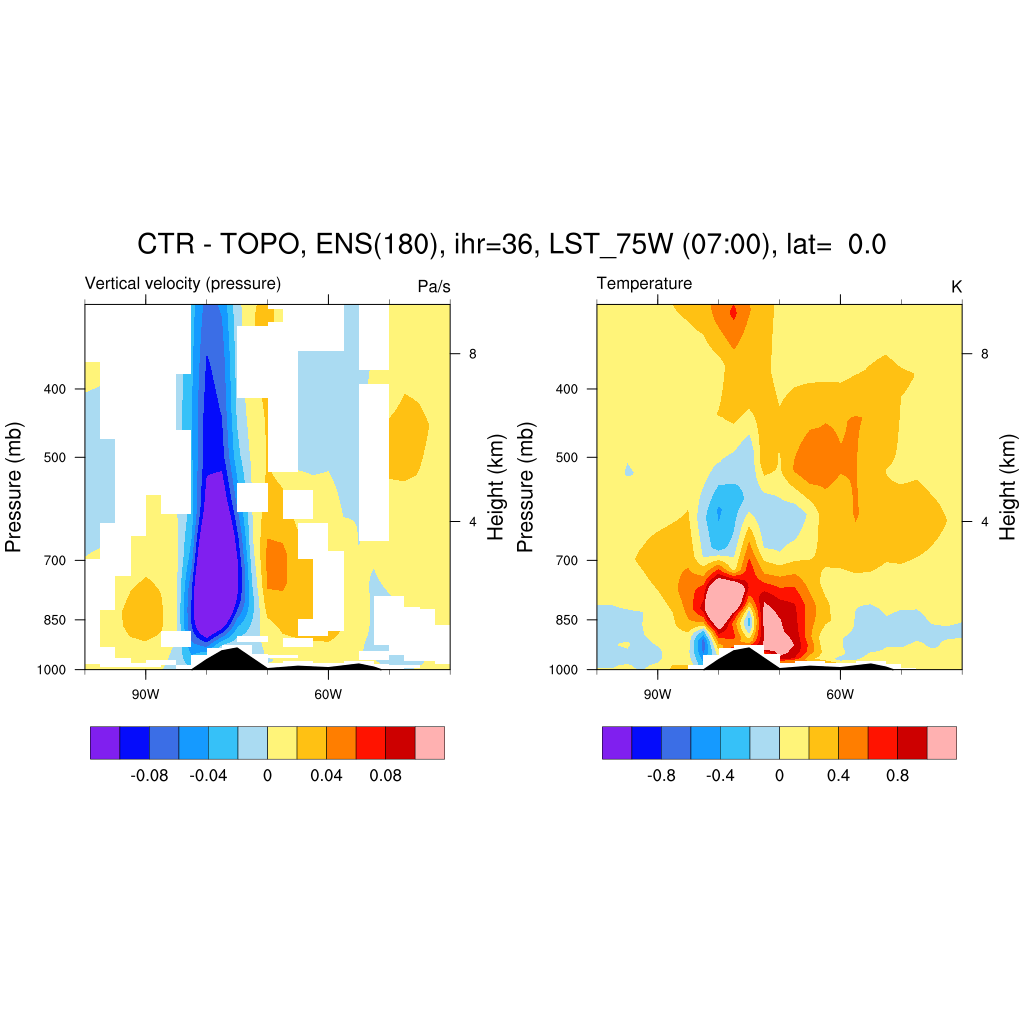 CTR - TOPO, ENS(180), ihr=36, LST_75W (07:00), lat=  0.0
Vertical velocity (pressure)
Pa/s
Pressure (mb)
400
500
700
850
1000
8
4
Height (km)
90W
60W
-0.08
-0.04
0
0.04
0.08
Temperature
K
Pressure (mb)
400
500
700
850
1000
8
4
Height (km)
90W
60W
-0.8
-0.4
0
0.4
0.8